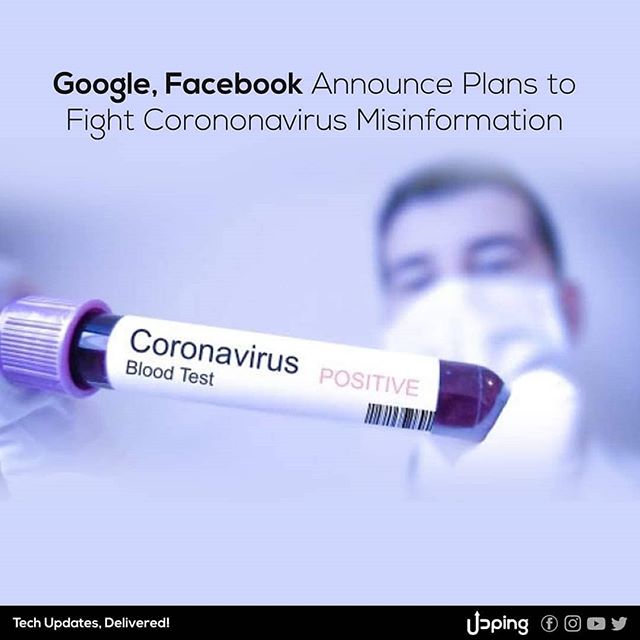 Google, Facebook Announce Plans to
Fight Corononavirus Misinformation
Coronavirus
Blood Test
POSITIVE
Tech Updates, Delivered!
Upping